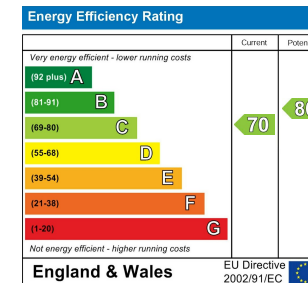 Energy Efficiency Rating
Current
Very energy efficient - lower running costs
(92 plus) A
(81-91) B
(69-80) C
70
(55-68) D
(39-54) E
(21-38) F
(1-20) G
Not energy efficient - higher running costs
England & Wales
EU Directive
2002/91/EC